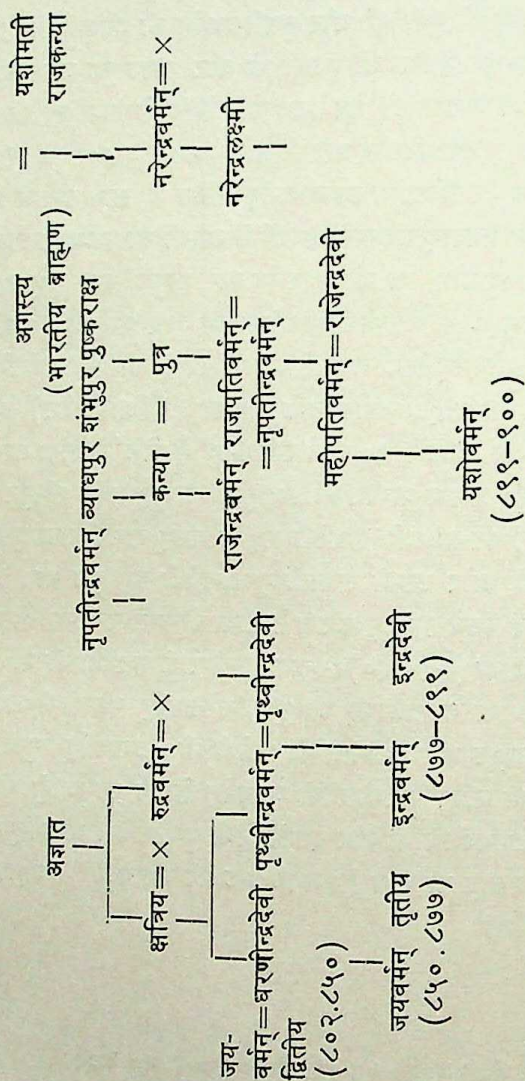 अगस्त्य = यशोमती
(भारतीय ब्राह्मण) राजकन्या
नृपतीन्द्रवर्मन् व्याधपुर शंभुपुर पुष्कराक्ष
अज्ञात
कन्या = पुत्र नरेन्द्रवर्मन् = ×
क्षत्रिय = × रुद्रवर्मन् = ×
राजेन्द्रवर्मन् राजपतिवर्मन् = नरेन्द्रलक्ष्मी
= नृपतीन्द्रवर्मन्
जय-
वर्मन् = धरणीन्द्रदेवी पृथ्वीन्द्रवर्मन् = पृथ्वीन्द्रदेवी
द्वितीय
(८०२.८५०)
महीपतिवर्मन् = राजेन्द्रदेवी
जयवर्मन् तृतीय इन्द्रवर्मन् इन्द्रदेवी
(८५०.८७७) (८७७-८९९)
यशोवर्मन्
(८९९-९००)